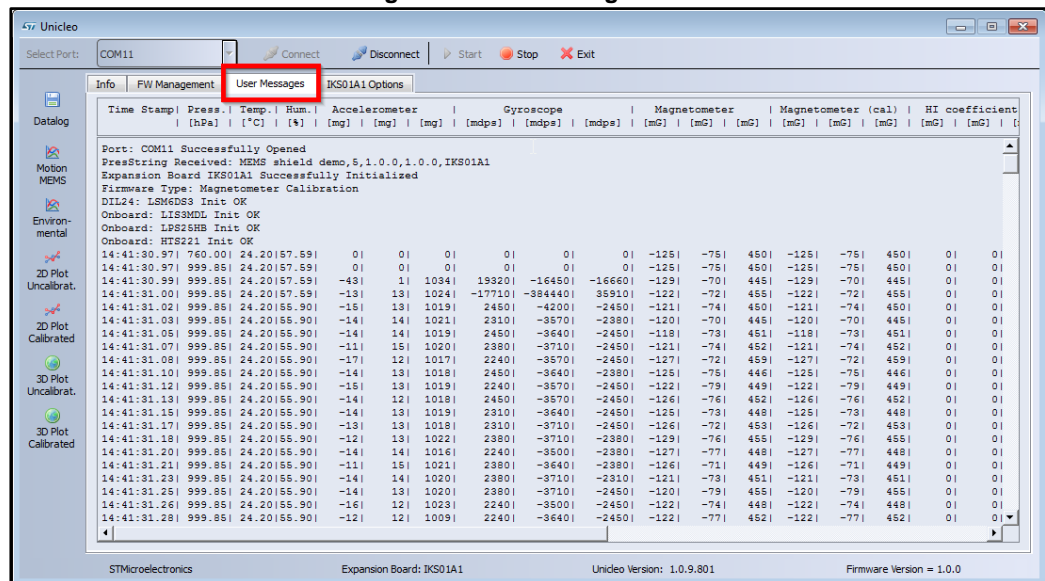 Unicleo
Select Port: COM11 Connect Disconnect Start Stop Exit
Info FW Management User Messages IKS01A1 Options
Datalog
Motion MEMS
Environ-
mental
2D Plot
Uncalibrat.
2D Plot
Calibrated
3D Plot
Uncalibrat.
3D Plot
Calibrated
Time Stamp| Press.| Temp.| Hum.| Accelerometer | Gyroscope | Magnetometer | Magnetometer (cal) | HI coefficient
| [hPa] | [°C] | [%] | [mg] | [mg] | [mg] | [mdps] | [mdps] | [mdps] | [mG] | [mG] | [mG] | [mG] | [mG] | [mG] | [mG] | [mG] |
Port: COM11 Successfully Opened
PresString Received: MEMS shield demo,5,1.0.0,1.0.0,IKS01A1
Expansion Board IKS01A1 Successfully Initialized
Firmware Type: Magnetometer Calibration
DIL24: LSM6DS3 Init OK
Onboard: LIS3MDL Init OK
Onboard: LPS25HB Init OK
Onboard: HTS221 Init OK
14:41:30.97| 760.00| 24.20|57.59| 0| 0| 0| 0| 0| 0| -125| -75| 450| -125| -75| 450| 0| 0|
14:41:30.97| 999.85| 24.20|57.59| 0| 0| 0| 0| 0| 0| -125| -75| 450| -125| -75| 450| 0| 0|
14:41:30.99| 999.85| 24.20|57.59| -43| 1| 1034| 19320| -16450| -16660| -129| -70| 445| -129| -70| 445| 0| 0|
14:41:31.00| 999.85| 24.20|57.59| -13| 13| 1024| -17710| -384440| 35910| -122| -72| 455| -122| -72| 455| 0| 0|
14:41:31.02| 999.85| 24.20|55.90| -15| 13| 1019| 2450| -4200| -2450| -121| -74| 450| -121| -74| 450| 0| 0|
14:41:31.03| 999.85| 24.20|55.90| -14| 14| 1021| 2310| -3570| -2380| -120| -70| 445| -120| -70| 445| 0| 0|
14:41:31.05| 999.85| 24.20|55.90| -14| 14| 1019| 2450| -3640| -2450| -118| -73| 451| -118| -73| 451| 0| 0|
14:41:31.07| 999.85| 24.20|55.90| -11| 15| 1020| 2380| -3710| -2450| -121| -74| 452| -121| -74| 452| 0| 0|
14:41:31.08| 999.85| 24.20|55.90| -17| 12| 1017| 2240| -3570| -2450| -127| -72| 459| -127| -72| 459| 0| 0|
14:41:31.10| 999.85| 24.20|55.90| -14| 13| 1018| 2450| -3640| -2380| -125| -75| 446| -125| -75| 446| 0| 0|
14:41:31.12| 999.85| 24.20|55.90| -15| 13| 1019| 2240| -3570| -2450| -122| -79| 449| -122| -79| 449| 0| 0|
14:41:31.13| 999.85| 24.20|55.90| -14| 12| 1018| 2450| -3570| -2450| -126| -76| 452| -126| -76| 452| 0| 0|
14:41:31.15| 999.85| 24.20|55.90| -14| 13| 1019| 2310| -3640| -2450| -125| -73| 448| -125| -73| 448| 0| 0|
14:41:31.17| 999.85| 24.20|55.90| -13| 13| 1018| 2310| -3710| -2450| -126| -72| 453| -126| -72| 453| 0| 0|
14:41:31.18| 999.85| 24.20|55.90| -12| 13| 1022| 2380| -3710| -2380| -129| -76| 455| -129| -76| 455| 0| 0|
14:41:31.20| 999.85| 24.20|55.90| -14| 14| 1016| 2240| -3500| -2380| -127| -77| 448| -127| -77| 448| 0| 0|
14:41:31.21| 999.85| 24.20|55.90| -11| 15| 1021| 2380| -3640| -2380| -126| -71| 449| -126| -71| 449| 0| 0|
14:41:31.23| 999.85| 24.20|55.90| -14| 14| 1020| 2380| -3710| -2310| -121| -73| 451| -121| -73| 451| 0| 0|
14:41:31.25| 999.85| 24.20|55.90| -14| 13| 1020| 2380| -3710| -2450| -120| -79| 455| -120| -79| 455| 0| 0|
14:41:31.26| 999.85| 24.20|55.90| -16| 12| 1023| 2240| -3500| -2450| -122| -74| 448| -122| -74| 448| 0| 0|
14:41:31.28| 999.85| 24.20|55.90| -12| 12| 1009| 2240| -3640| -2450| -122| -77| 452| -122| -77| 452| 0| 0|
STMicroelectronics Expansion Board: IKS01A1 Unicleo Version: 1.0.9.801 Firmware Version = 1.0.0